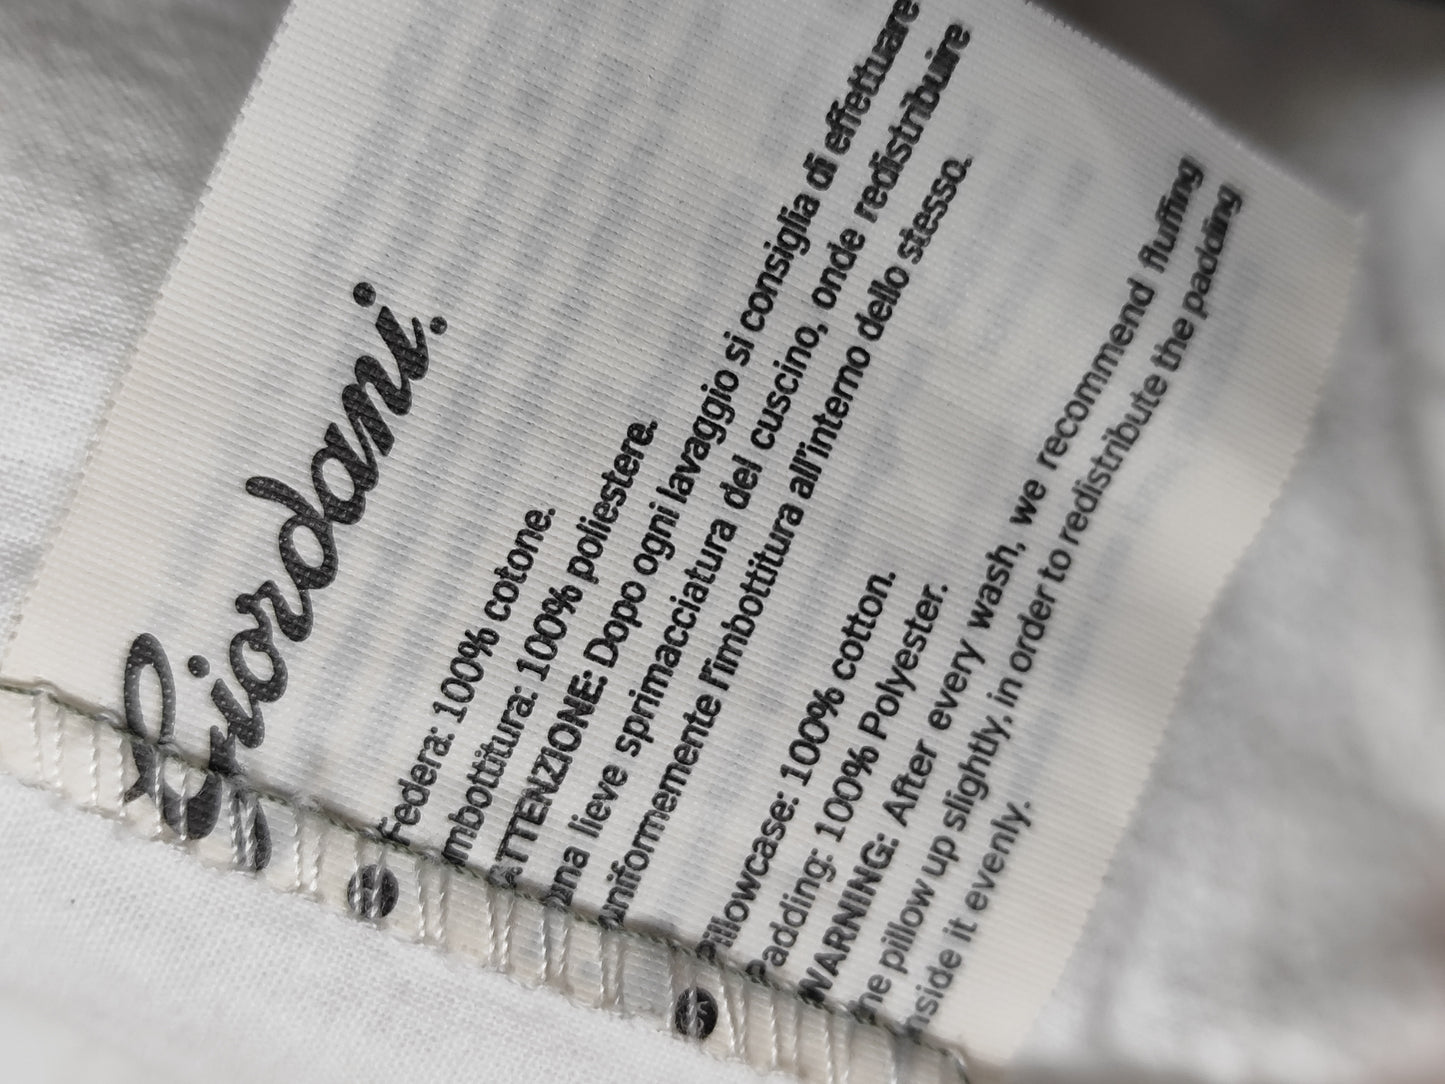 Giordani.
IT
Federa: 100% cotone.
Imbottitura: 100% poliestere.
ATTENZIONE: Dopo ogni lavaggio si consiglia di effettuare
una lieve sprimacciatura del cuscino, onde redistribuire
uniformemente l'imbottitura all'interno dello stesso.
Pillowcase: 100% cotton.
Padding: 100% Polyester.
WARNING: After every wash, we recommend fluffing
the pillow up slightly, in order to redistribute the padding
inside it evenly.